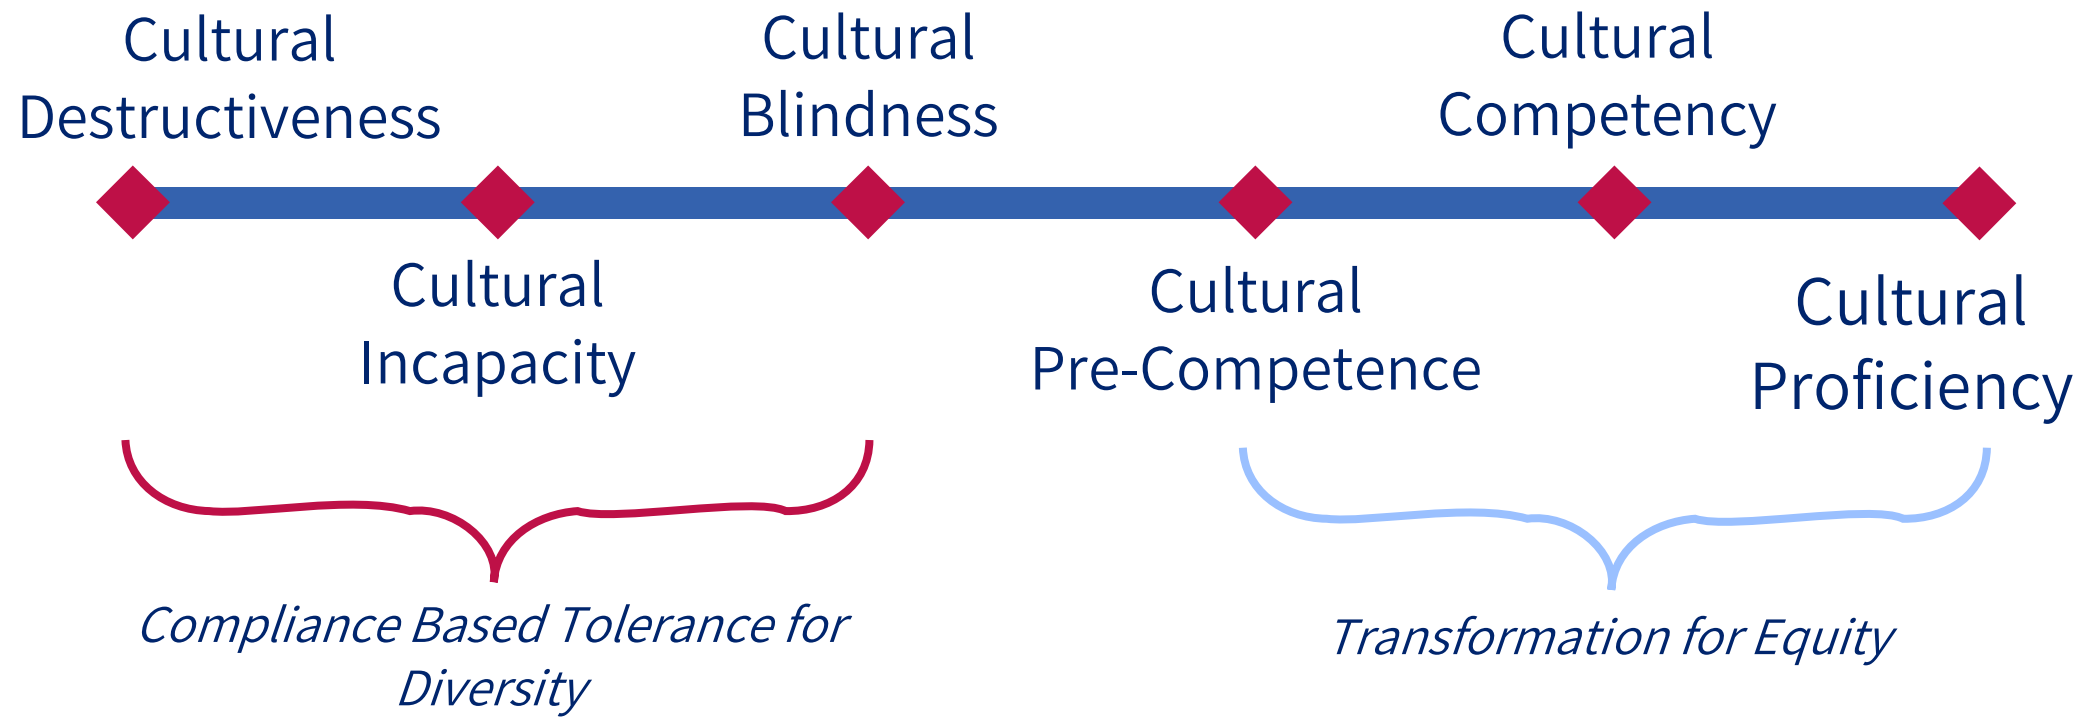 Cultural
Destructiveness
Cultural
Blindness
Cultural
Competency
Cultural
Incapacity
Cultural
Pre-Competence
Cultural
Proficiency
Compliance Based Tolerance for
Diversity
Transformation for Equity